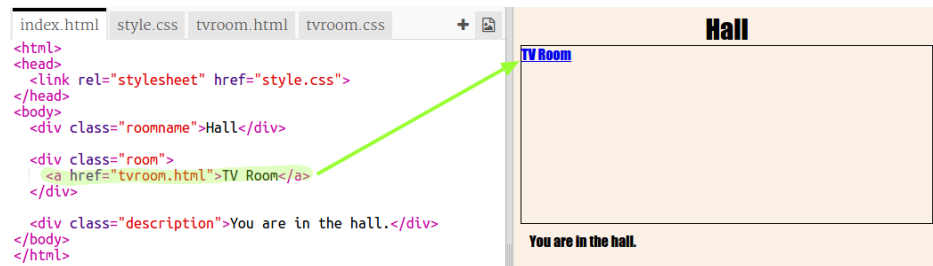 index.html style.css tvroom.html tvroom.css
<html>
<head>
<link rel="stylesheet" href="style.css">
</head>
<body>
<div class="roomname">Hall</div>
<div class="room">
<a href="tvroom.html">TV Room</a>
</div>
<div class="description">You are in the hall.</div>
</body>
</html>
Hall
TV Room
You are in the hall.